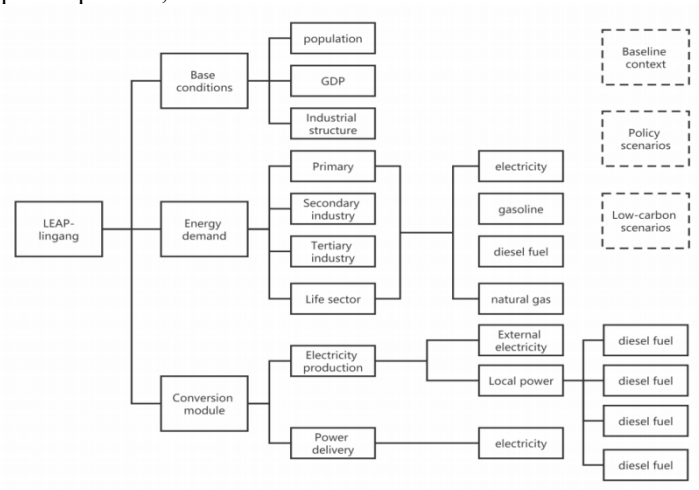 population
Base
conditions
GDP
Industrial
structure
Baseline
context
Policy
scenarios
Low-carbon
scenarios
LEAP-
lingang
Energy
demand
Primary
Secondary
industry
Tertiary
industry
Life sector
electricity
gasoline
diesel fuel
natural gas
Conversion
module
Electricity
production
Power
delivery
External
electricity
Local power
electricity
diesel fuel
diesel fuel
diesel fuel
diesel fuel